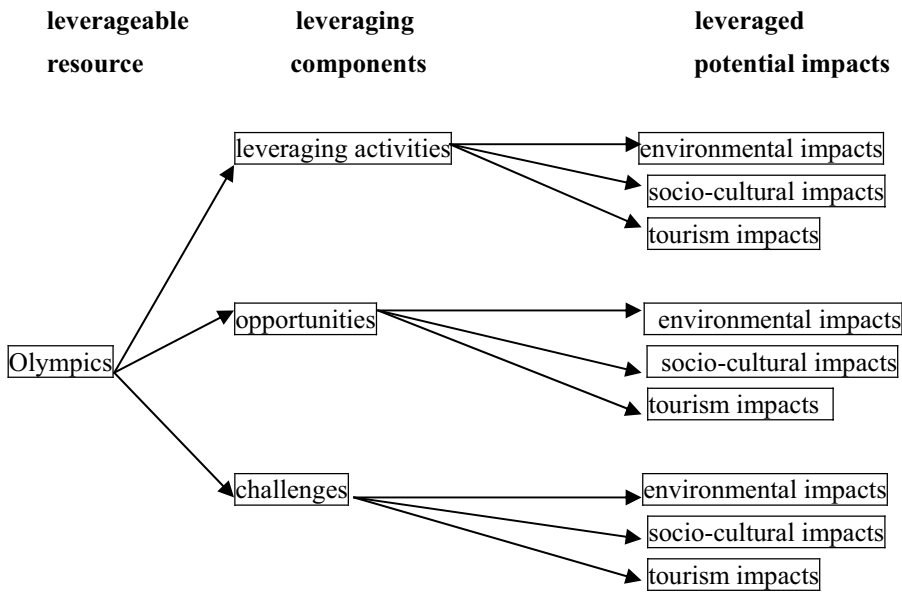 leverageable leveraging leveraged
resource components potential impacts
leveraging activities environmental impacts
socio-cultural impacts
tourism impacts
opportunities environmental impacts
Olympics socio-cultural impacts
tourism impacts
challenges environmental impacts
socio-cultural impacts
tourism impacts